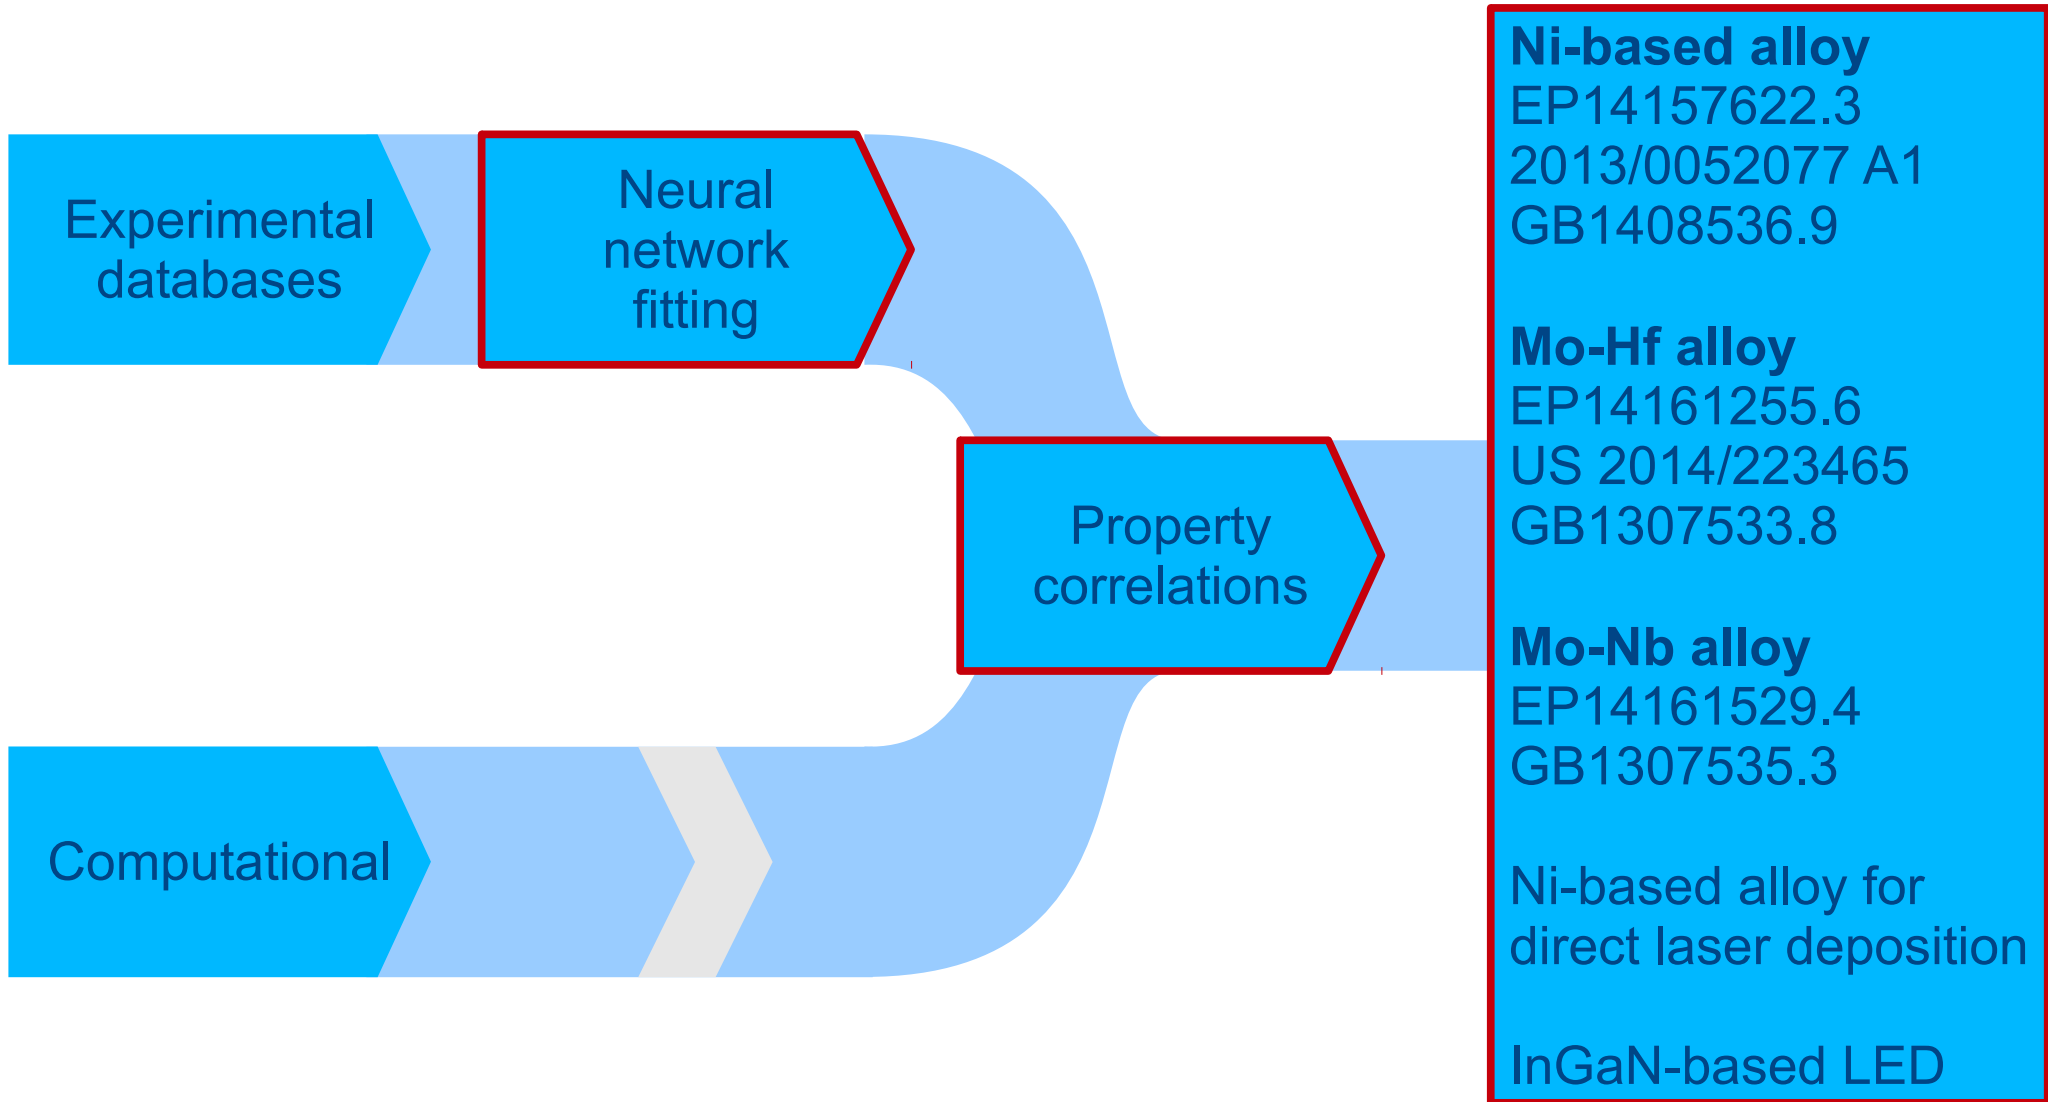 Experimental
databases
Neural
network
fitting
Property
correlations
Computational
Ni-based alloy
EP14157622.3
2013/0052077 A1
GB1408536.9
Mo-Hf alloy
EP14161255.6
US 2014/223465
GB1307533.8
Mo-Nb alloy
EP14161529.4
GB1307535.3
Ni-based alloy for
direct laser deposition
InGaN-based LED